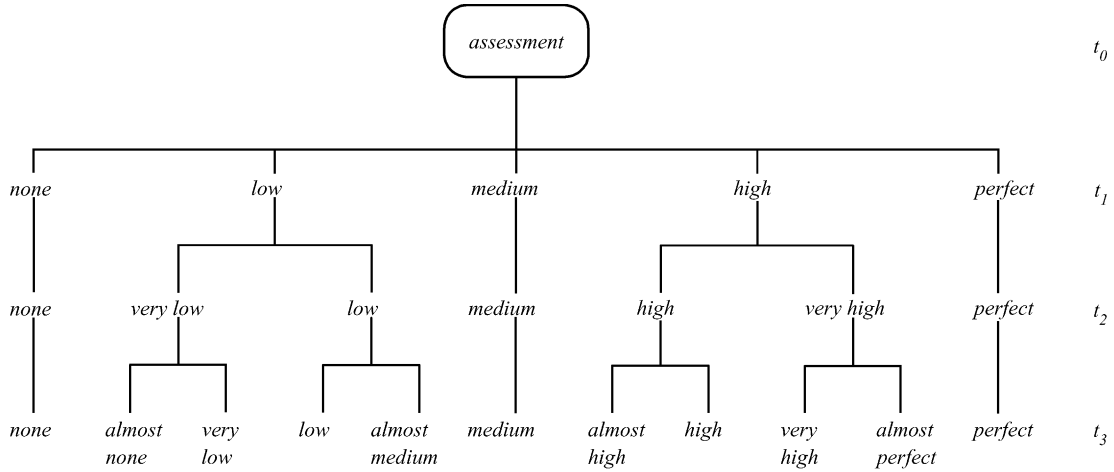 assessment t0
none low medium high perfect t1
none very low low medium high very high perfect t2
none almost very low almost medium almost high very almost perfect t3
none low medium high high perfect